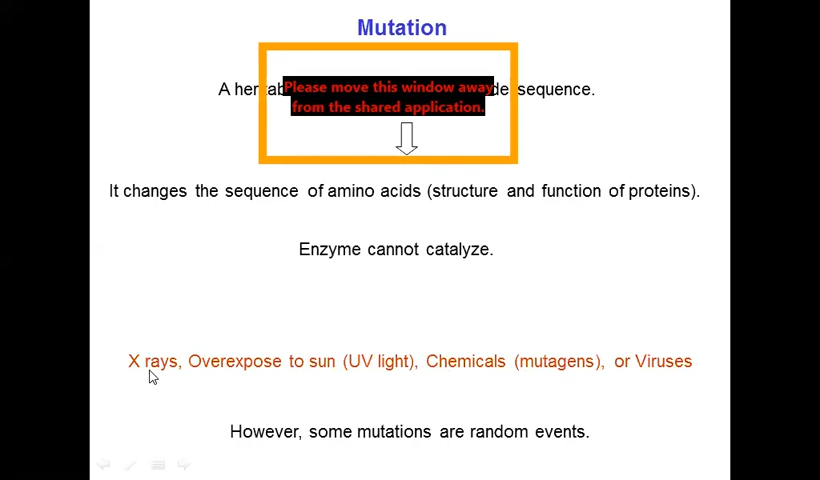 Mutation
A her tab Please move this window away de sequence.
from the shared application.
It changes the sequence of amino acids (structure and function of proteins).
Enzyme cannot catalyze.
X rays, Overexpose to sun (UV light), Chemicals (mutagens), or Viruses
However, some mutations are random events.